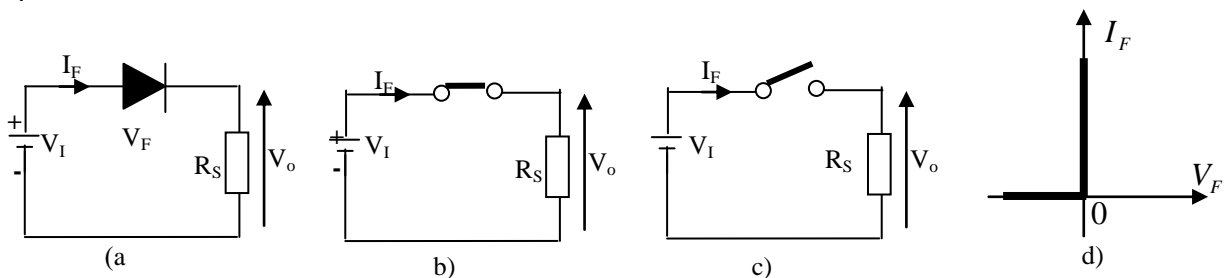 I_F
+
V_I
-
V_F
R_S
V_o
(a
I_F
+
V_I
-
R_S
V_o
b)
I_F
V_I
R_S
V_o
c)
I_F
V_F
0
d)